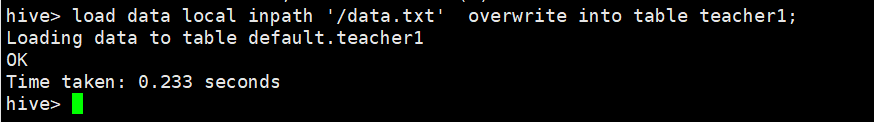 hive> load data local inpath '/data.txt'  overwrite into table teacher1;
Loading data to table default.teacher1
OK
Time taken: 0.233 seconds
hive>